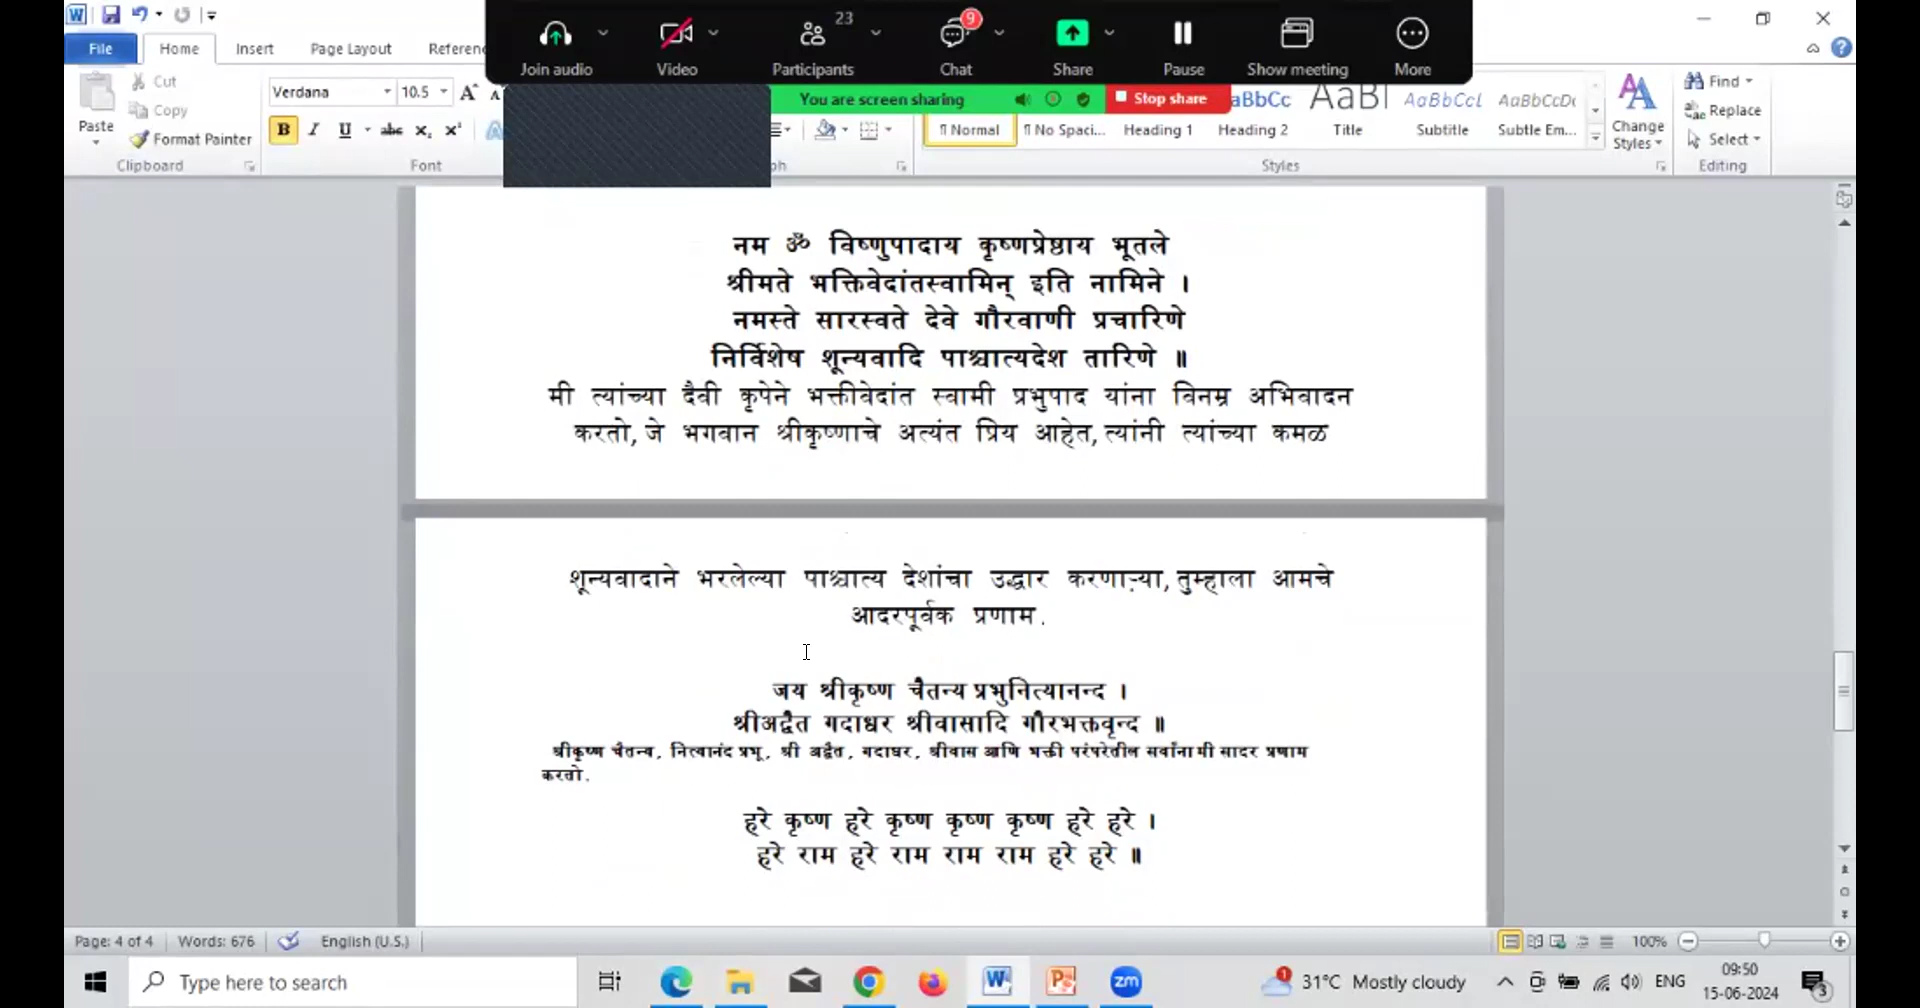 Join audio
Video
23
Participants
9
Chat
Share
Pause
Show meeting
More
File
Home
Insert
Page Layout
Referenc
You are screen sharing
Stop share
Cut
Copy
Format Painter
Paste
Clipboard
Verdana
10.5
Font
Normal
No Spaci...
Heading 1
Heading 2
Title
Subtitle
Subtle Em...
Styles
Change Styles
Find
Replace
Select
Editing
नम ॐ विष्णुपादाय कृष्णप्रेष्ठाय भूतले
श्रीमते भक्तिवेदांतस्वामिन् इति नामिने ।
नमस्ते सारस्वते देवे गौरवाणी प्रचारिणे
निर्विशेष शून्यवादि पाश्चात्यदेश तारिणे ॥
मी त्यांच्या दैवी कृपेने भक्तीवेदांत स्वामी प्रभुपाद यांना विनम्र अभिवादन
करतो, जे भगवान श्रीकृष्णाचे अत्यंत प्रिय आहेत, त्यांनी त्यांच्या कमळ
शून्यवादाने भरलेल्या पाश्चात्य देशांचा उद्धार करणाऱ्या, तुम्हाला आमचे
आदरपूर्वक प्रणाम.
जय श्रीकृष्ण चैतन्य प्रभुनित्यानन्द ।
श्रीअद्वैत गदाधर श्रीवासादि गौरभक्तवृन्द ॥
श्रीकृष्ण चैतन्य, नित्यानंद प्रभू, श्री अद्वैत, गदाधर, श्रीवास आणि भक्ती परंपरेतील सर्वांना मी सादर प्रणाम
करतो.
हरे कृष्ण हरे कृष्ण कृष्ण कृष्ण हरे हरे ।
हरे राम हरे राम राम राम हरे हरे ॥
Page: 4 of 4
Words: 676
English (U.S.)
100%
Type here to search
31°C Mostly cloudy
ENG
09:50
15-06-2024
3